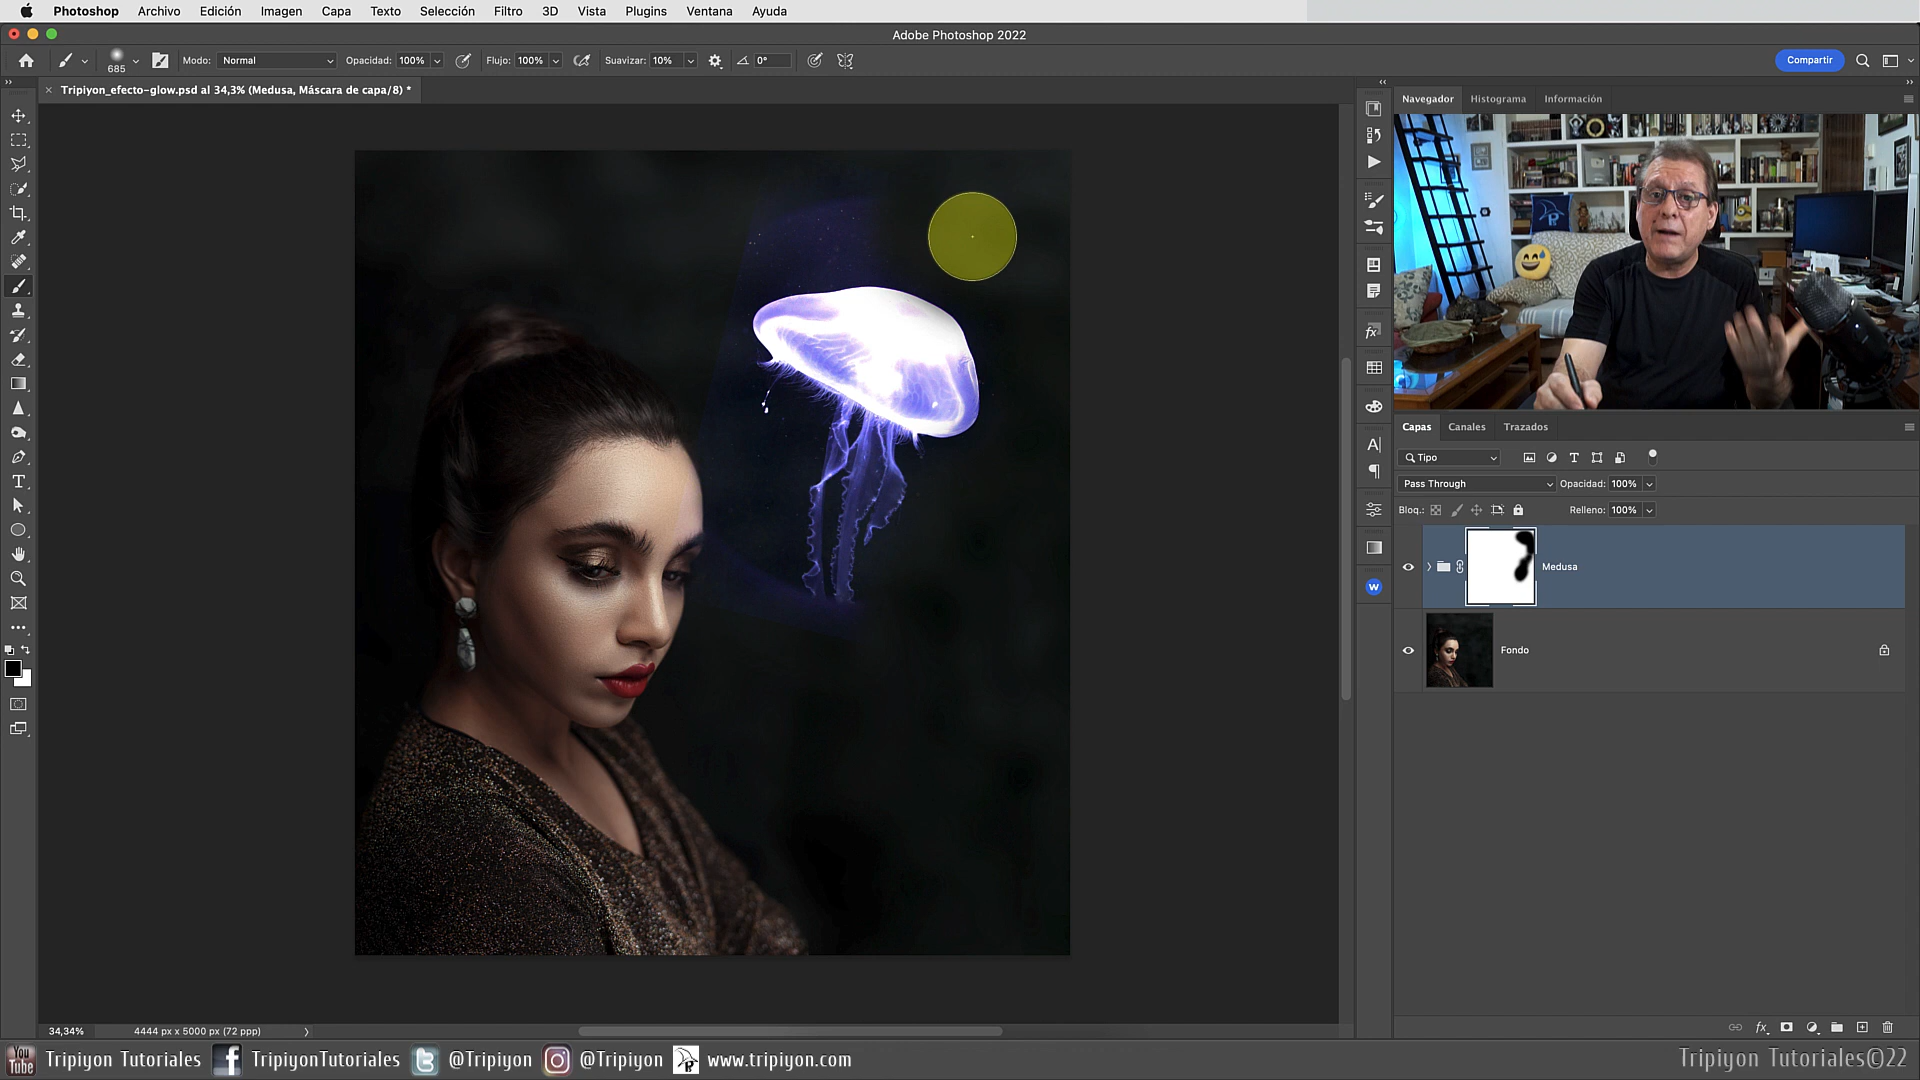 Photoshop Archivo Edición Imagen Capa Texto Selección Filtro 3D Vista Plugins Ventana Ayuda
Adobe Photoshop 2022
685 Modo: Normal Opacidad: 100% Flujo: 100% Suavizar: 10% 0° Compartir
Tripiyon_efecto-glow.psd al 34,3% (Medusa, Máscara de capa/8) *
Navegador Histograma Información
Capas Canales Trazados
Tipo
Pass Through Opacidad: 100%
Bloq.: Relleno: 100%
Medusa
Fondo
34,34% 4444 px x 5000 px (72 ppp)
You Tube Tripiyon Tutoriales TripiyonTutoriales @Tripiyon @Tripiyon www.tripiyon.com Tripiyon Tutoriales©22